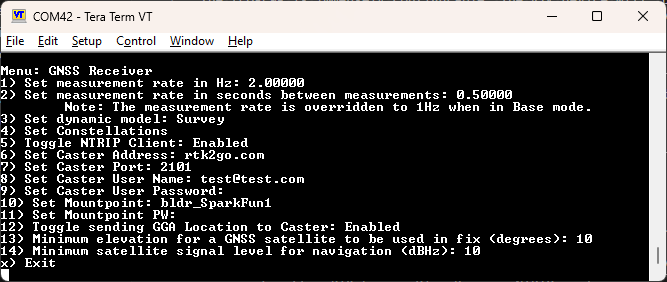 COM42 - Tera Term VT
File Edit Setup Control Window Help
Menu: GNSS Receiver
1) Set measurement rate in Hz: 2.00000
2) Set measurement rate in seconds between measurements: 0.50000
Note: The measurement rate is overridden to 1Hz when in Base mode.
3) Set dynamic model: Survey
4) Set Constellations
5) Toggle NTRIP Client: Enabled
6) Set Caster Address: rtk2go.com
7) Set Caster Port: 2101
8) Set Caster User Name: test@test.com
9) Set Caster User Password:
10) Set Mountpoint: bldr_SparkFun1
11) Set Mountpoint PW:
12) Toggle sending GGA Location to Caster: Enabled
13) Minimum elevation for a GNSS satellite to be used in fix (degrees): 10
14) Minimum satellite signal level for navigation (dBHz): 10
x) Exit